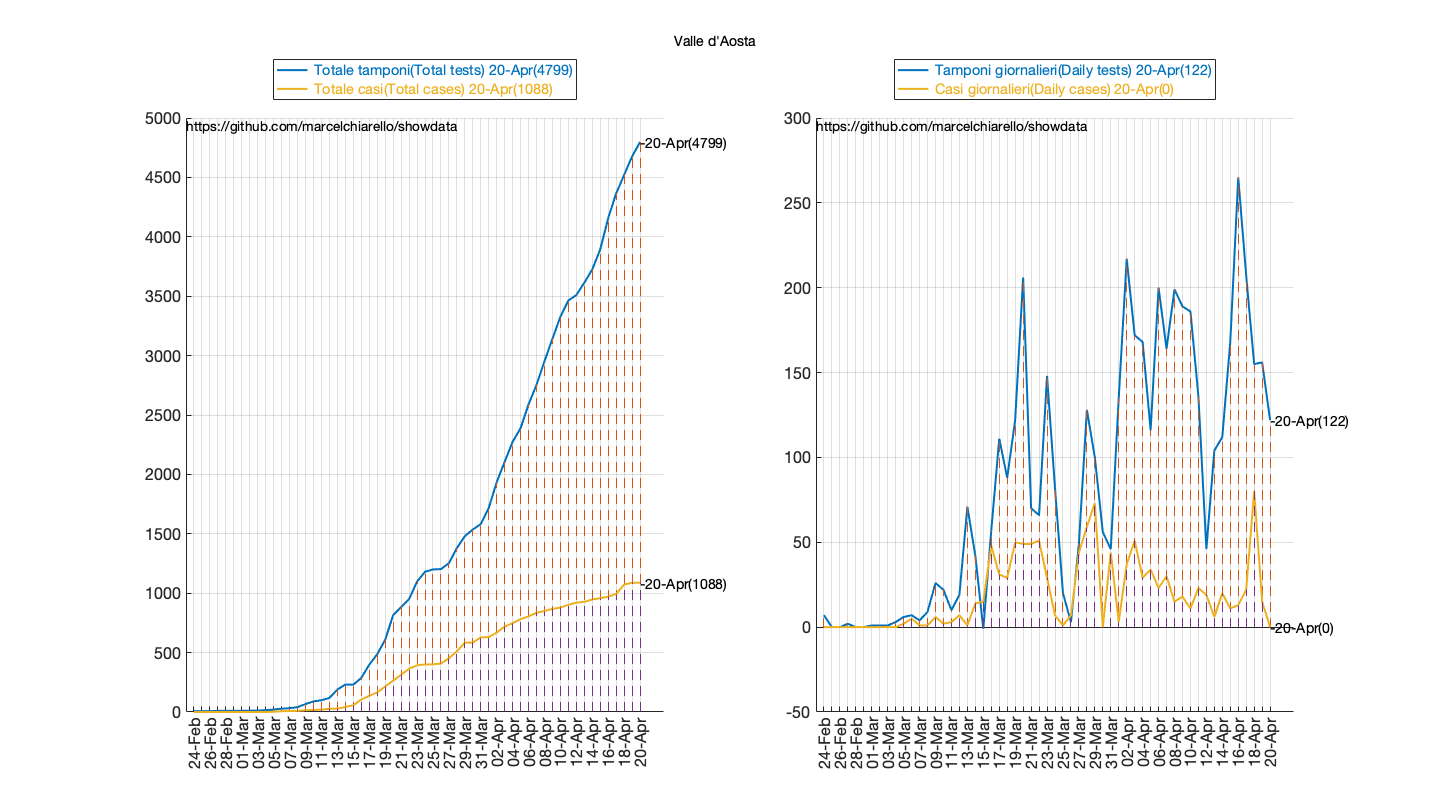 Valle d'Aosta
Totale tamponi(Total tests) 20-Apr(4799)
Totale casi(Total cases) 20-Apr(1088)
https://github.com/marcelchiarello/showdata
5000
4500
4000
3500
3000
2500
2000
1500
1000
500
0
-20-Apr(4799)
-20-Apr(1088)
24-Feb
26-Feb
28-Feb
01-Mar
03-Mar
05-Mar
07-Mar
09-Mar
11-Mar
13-Mar
15-Mar
17-Mar
19-Mar
21-Mar
23-Mar
25-Mar
27-Mar
29-Mar
31-Mar
02-Apr
04-Apr
06-Apr
08-Apr
10-Apr
12-Apr
14-Apr
16-Apr
18-Apr
20-Apr
Tamponi giornalieri(Daily tests) 20-Apr(122)
Casi giornalieri(Daily cases) 20-Apr(0)
https://github.com/marcelchiarello/showdata
300
250
200
150
100
50
0
-50
-20-Apr(122)
-20-Apr(0)
24-Feb
26-Feb
28-Feb
01-Mar
03-Mar
05-Mar
07-Mar
09-Mar
11-Mar
13-Mar
15-Mar
17-Mar
19-Mar
21-Mar
23-Mar
25-Mar
27-Mar
29-Mar
31-Mar
02-Apr
04-Apr
06-Apr
08-Apr
10-Apr
12-Apr
14-Apr
16-Apr
18-Apr
20-Apr